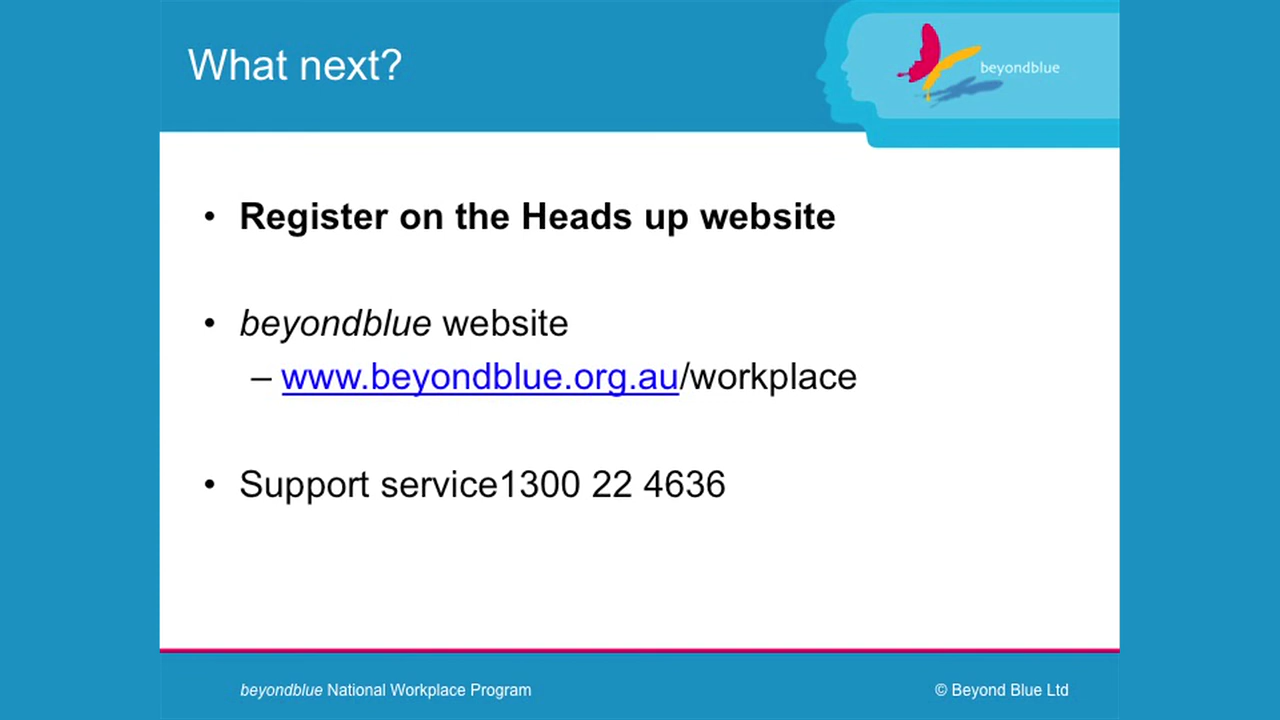 What next?
beyondblue
• Register on the Heads up website
• beyondblue website
– www.beyondblue.org.au/workplace
• Support service1300 22 4636
beyondblue National Workplace Program
© Beyond Blue Ltd